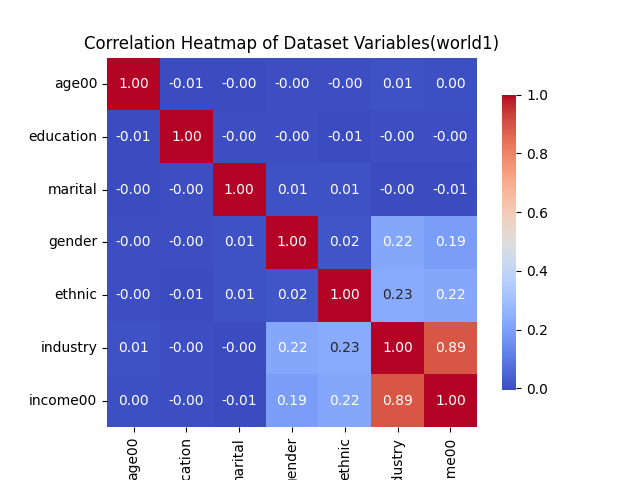 Correlation Heatmap of Dataset Variables(world1)
age00 1.00 -0.01 -0.00 -0.00 -0.00 0.01 0.00
education -0.01 1.00 -0.00 -0.00 -0.01 -0.00 -0.00
marital -0.00 -0.00 1.00 0.01 0.01 -0.00 -0.01
gender -0.00 -0.00 0.01 1.00 0.02 0.22 0.19
ethnic -0.00 -0.01 0.01 0.02 1.00 0.23 0.22
industry 0.01 -0.00 -0.00 0.22 0.23 1.00 0.89
income00 0.00 -0.00 -0.01 0.19 0.22 0.89 1.00
age00
cation
narital
gender
ethnic
dustry
me00
1.0
0.8
0.6
0.4
0.2
0.0